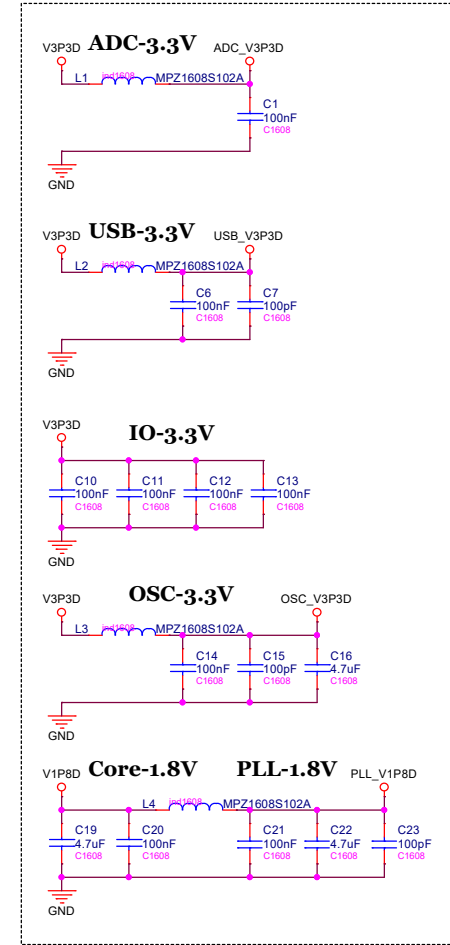 ADC-3.3V
V3P3D ADC_V3P3D
L1 ind1608 MPZ1608S102A
C1
100nF
C1608
GND
USB-3.3V
V3P3D USB_V3P3D
L2 ind1608 MPZ1608S102A
C6 C7
100nF 100pF
C1608 C1608
GND
V3P3D
IO-3.3V
C10 C11 C12 C13
100nF 100nF 100nF 100nF
C1608 C1608 C1608 C1608
GND
OSC-3.3V
V3P3D OSC_V3P3D
L3 ind1608 MPZ1608S102A
C14 C15 C16
100nF 100pF 4.7uF
C1608 C1608 C1608
GND
Core-1.8V PLL-1.8V
V1P8D PLL_V1P8D
L4 ind1608 MPZ1608S102A
C19 C20 C21 C22 C23
4.7uF 100nF 100nF 4.7uF 100pF
C1608 C1608 C1608 C1608 C1608
GND